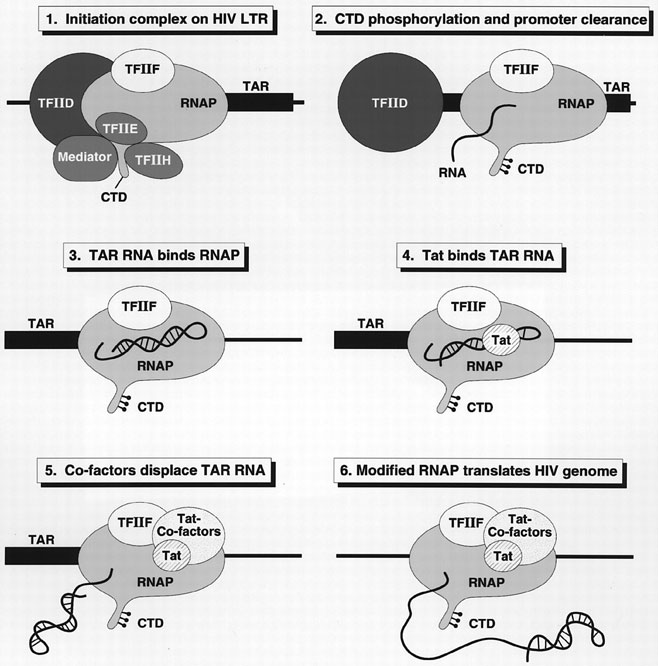 1. Initiation complex on HIV LTR
TFIIF
TAR
TFIID
RNAP
TFIIE
Mediator
TFIIH
CTD
2. CTD phosphorylation and promoter clearance
TFIIF
TAR
TFIID
RNAP
RNA
CTD
3. TAR RNA binds RNAP
TFIIF
TAR
RNAP
CTD
4. Tat binds TAR RNA
TFIIF
TAR
Tat
RNAP
CTD
5. Co-factors displace TAR RNA
TFIIF
Tat-
Co-factors
TAR
Tat
RNAP
CTD
6. Modified RNAP translates HIV genome
TFIIF
Tat-
Co-factors
Tat
RNAP
CTD